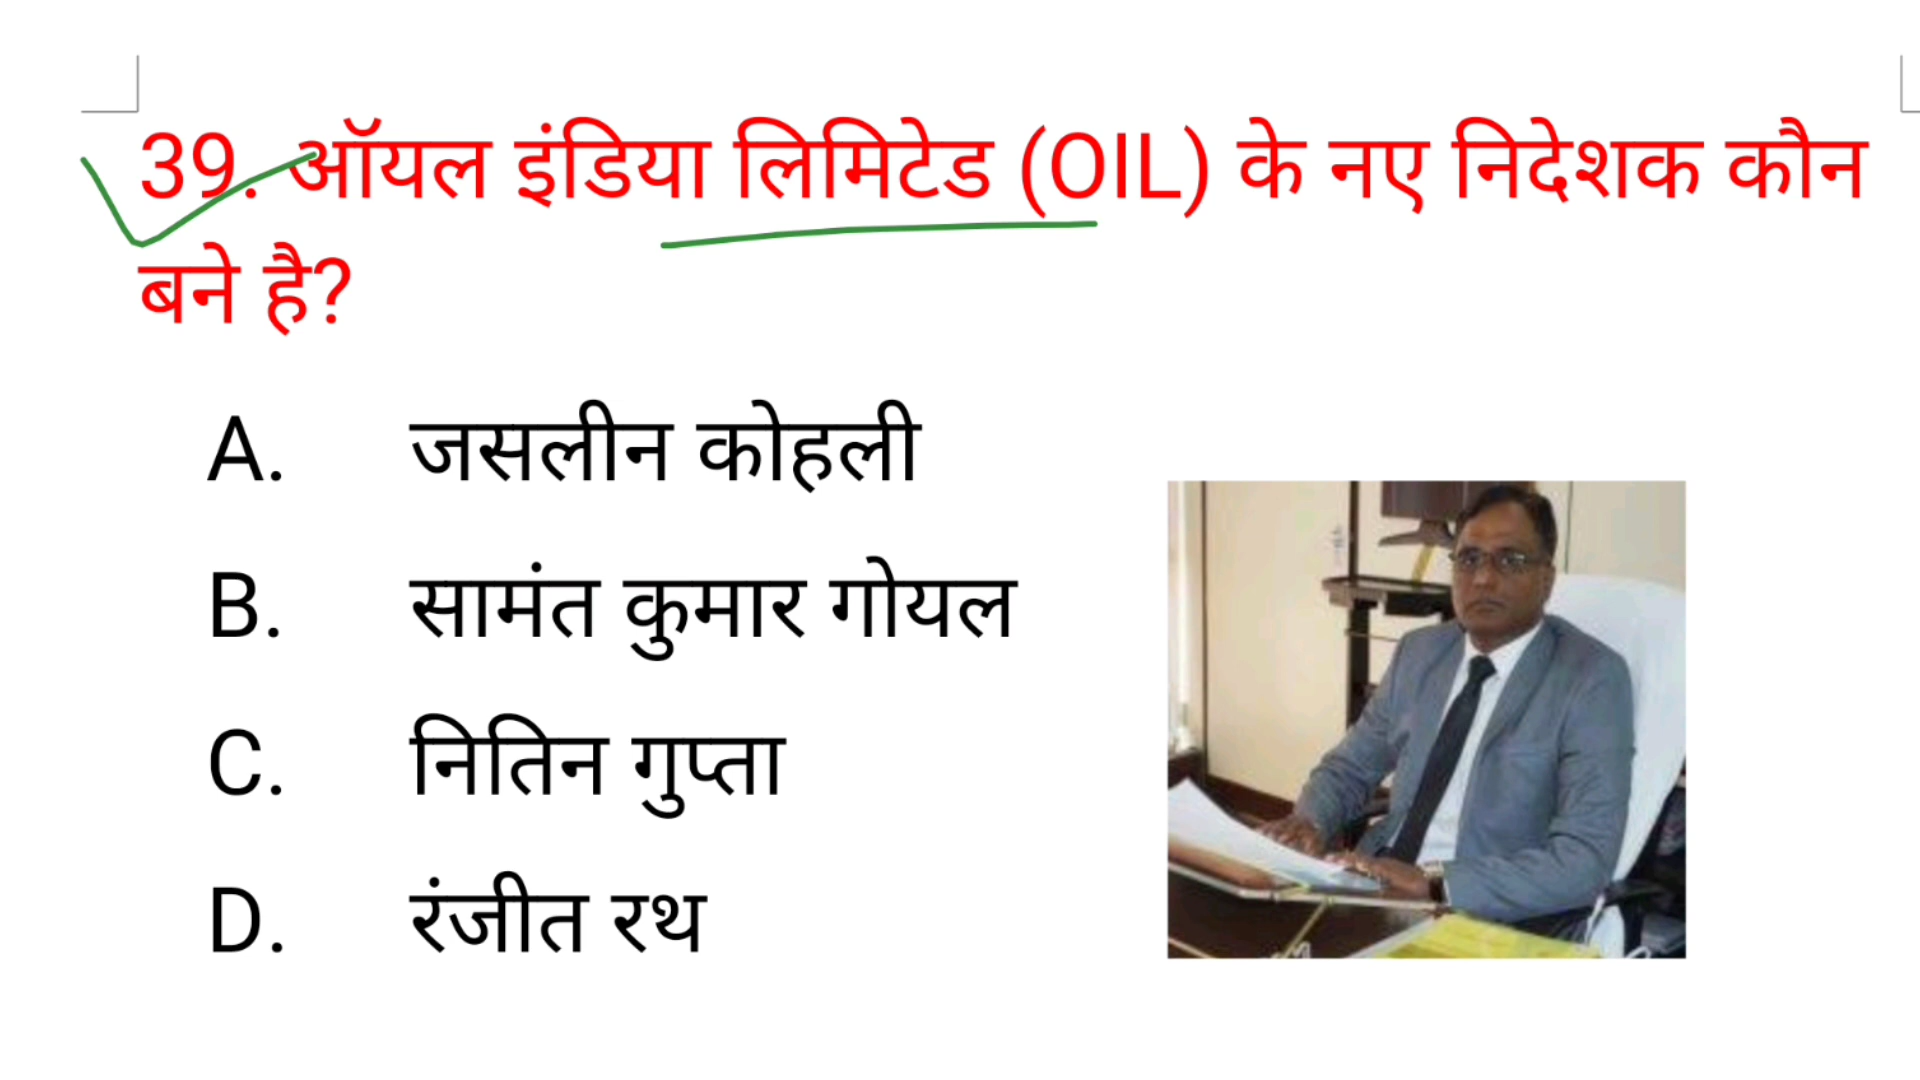 39. ऑयल इंडिया लिमिटेड (OIL) के नए निदेशक कौन
बने है?
A. जसलीन कोहली
B. सामंत कुमार गोयल
C. नितिन गुप्ता
D. रंजीत रथ